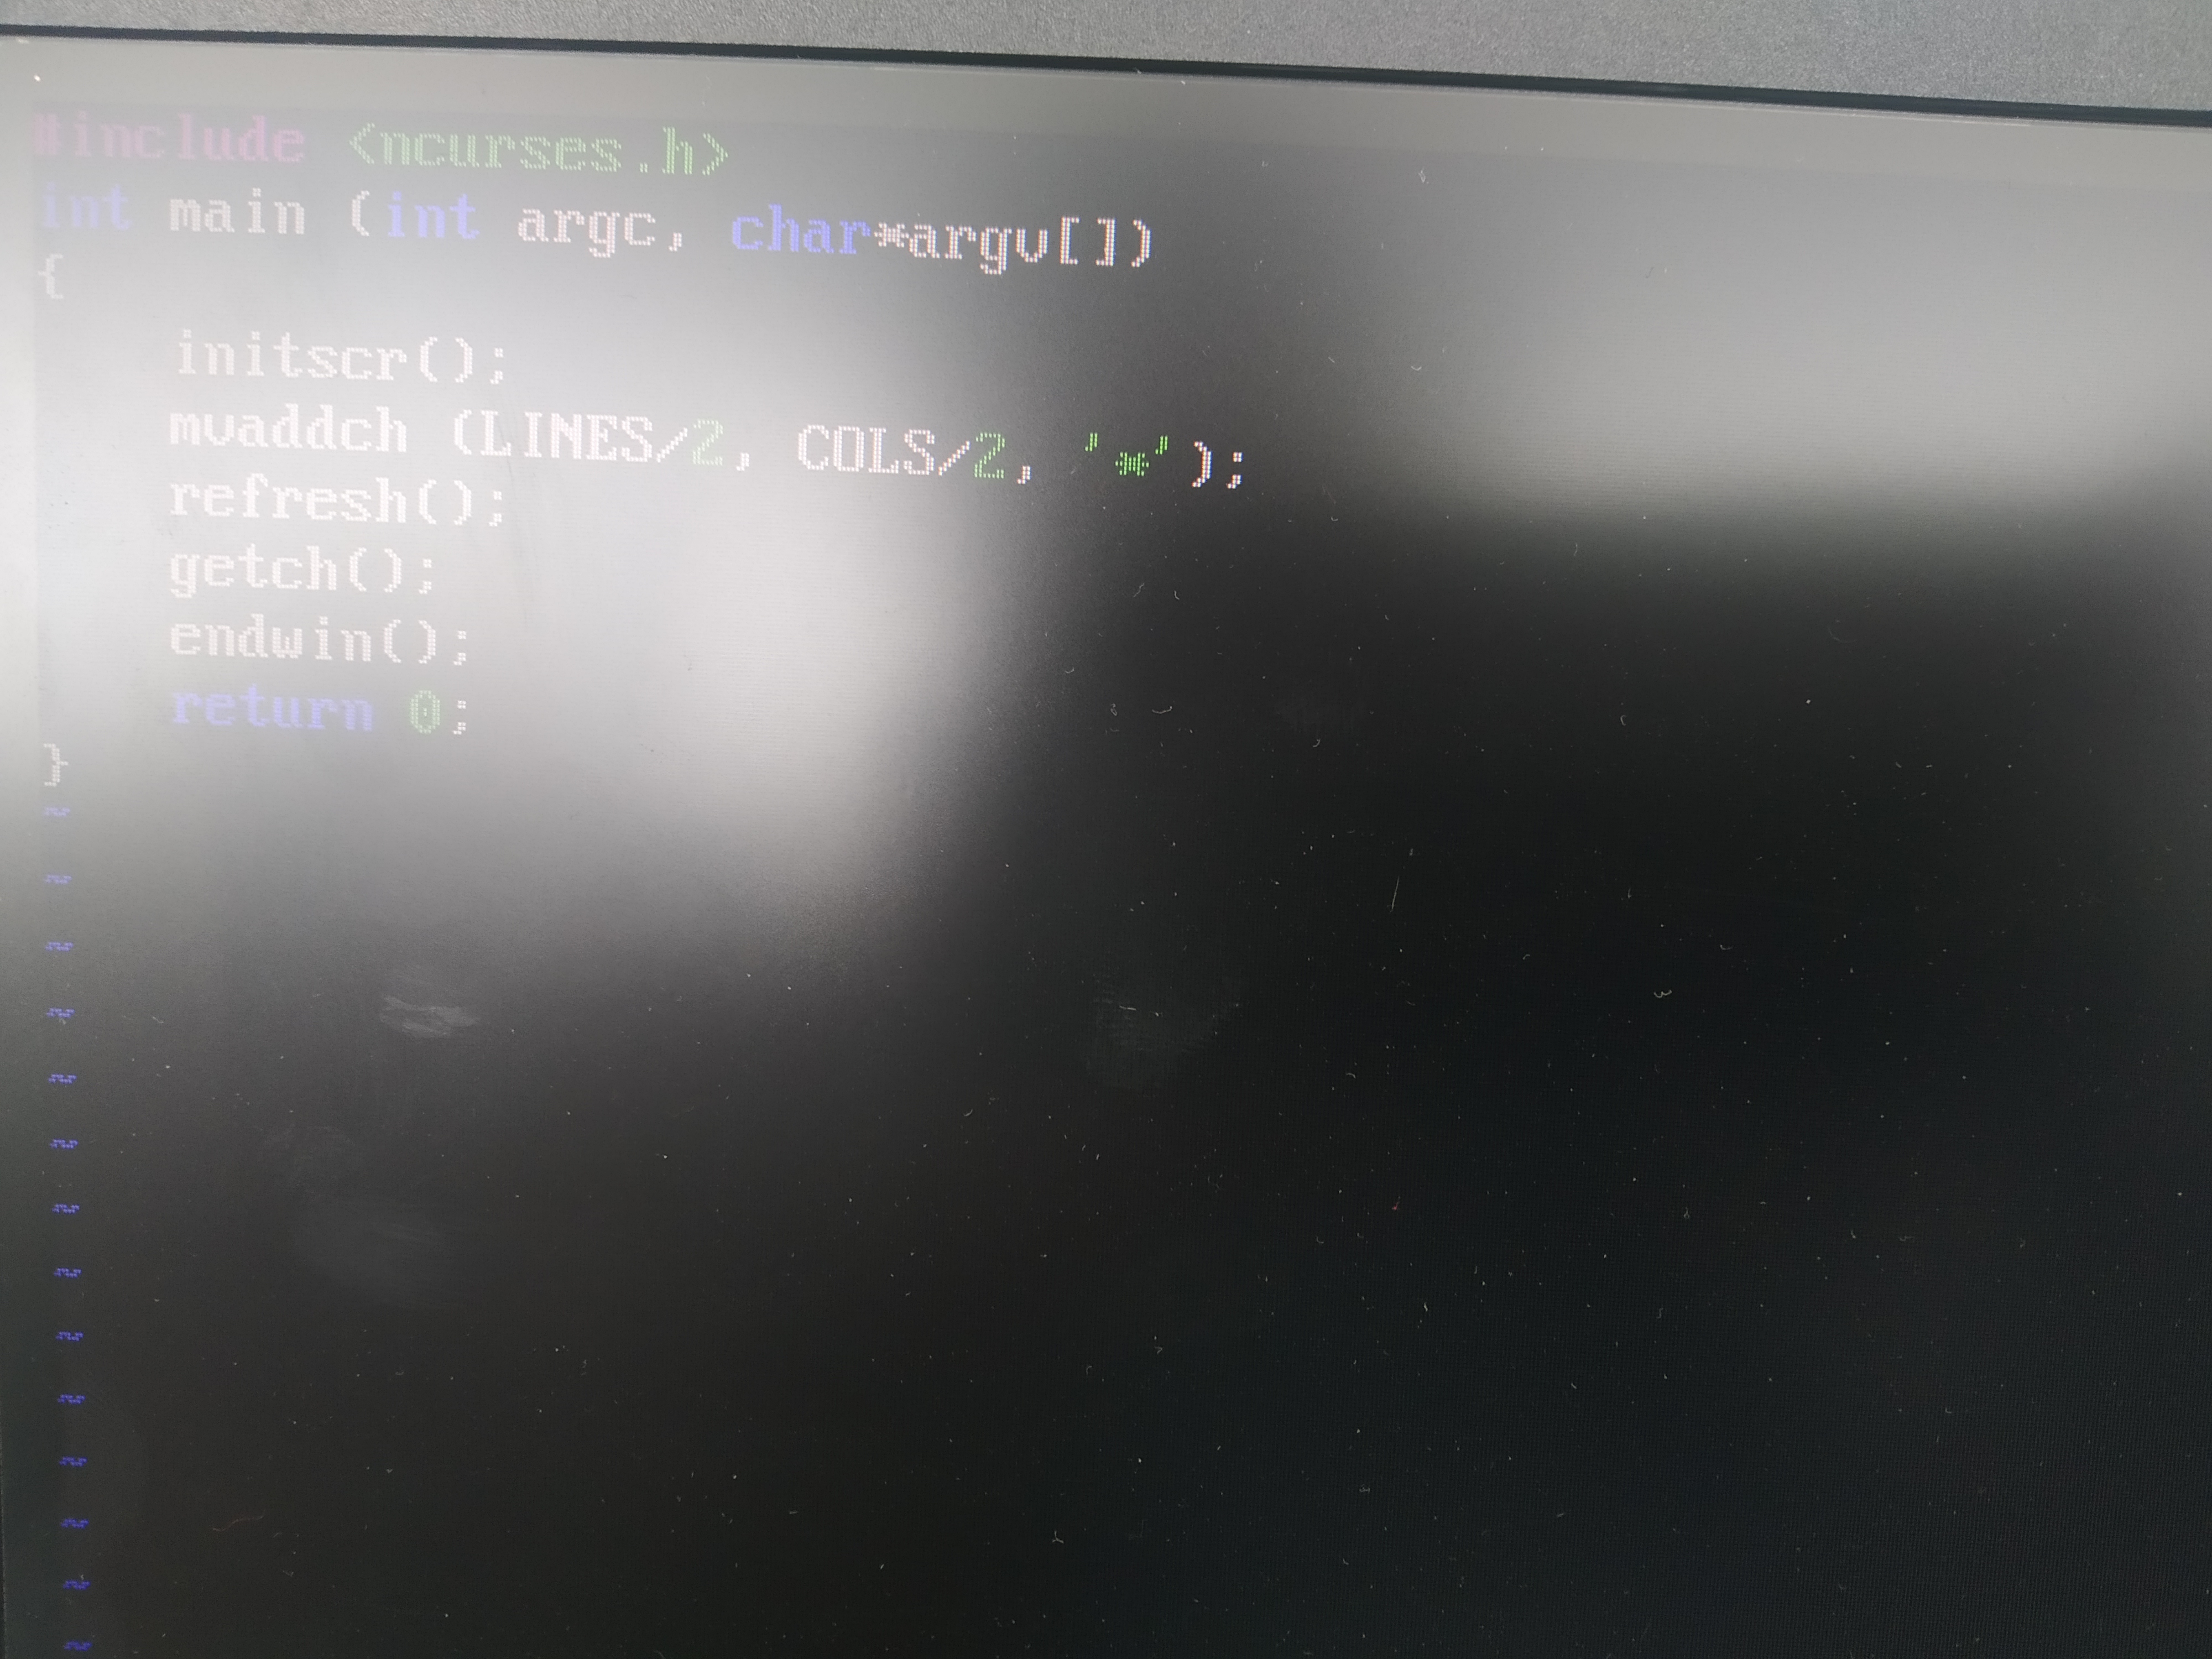 #include <ncurses.h>
int main (int argc, char*argv[])
{
    initscr();
    mvaddch (LINES/2, COLS/2, '*');
    refresh();
    getch();
    endwin();
    return 0;
}
~
~
~
~
~
~
~
~
~
~
~
~
~
~